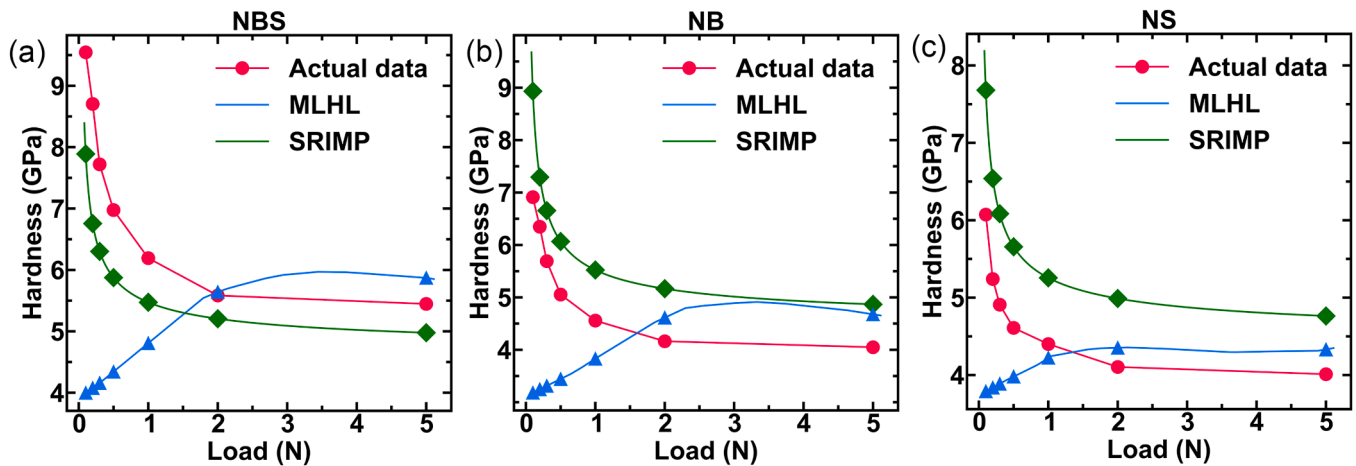 NBS
(a)
Actual data
MLHL
SRIMP
Hardness (GPa)
9
8
7
6
5
4
0 1 2 3 4 5
Load (N)
NB
(b)
Actual data
MLHL
SRIMP
Hardness (GPa)
9
8
7
6
5
4
0 1 2 3 4 5
Load (N)
NS
(c)
Actual data
MLHL
SRIMP
Hardness (GPa)
8
7
6
5
4
0 1 2 3 4 5
Load (N)